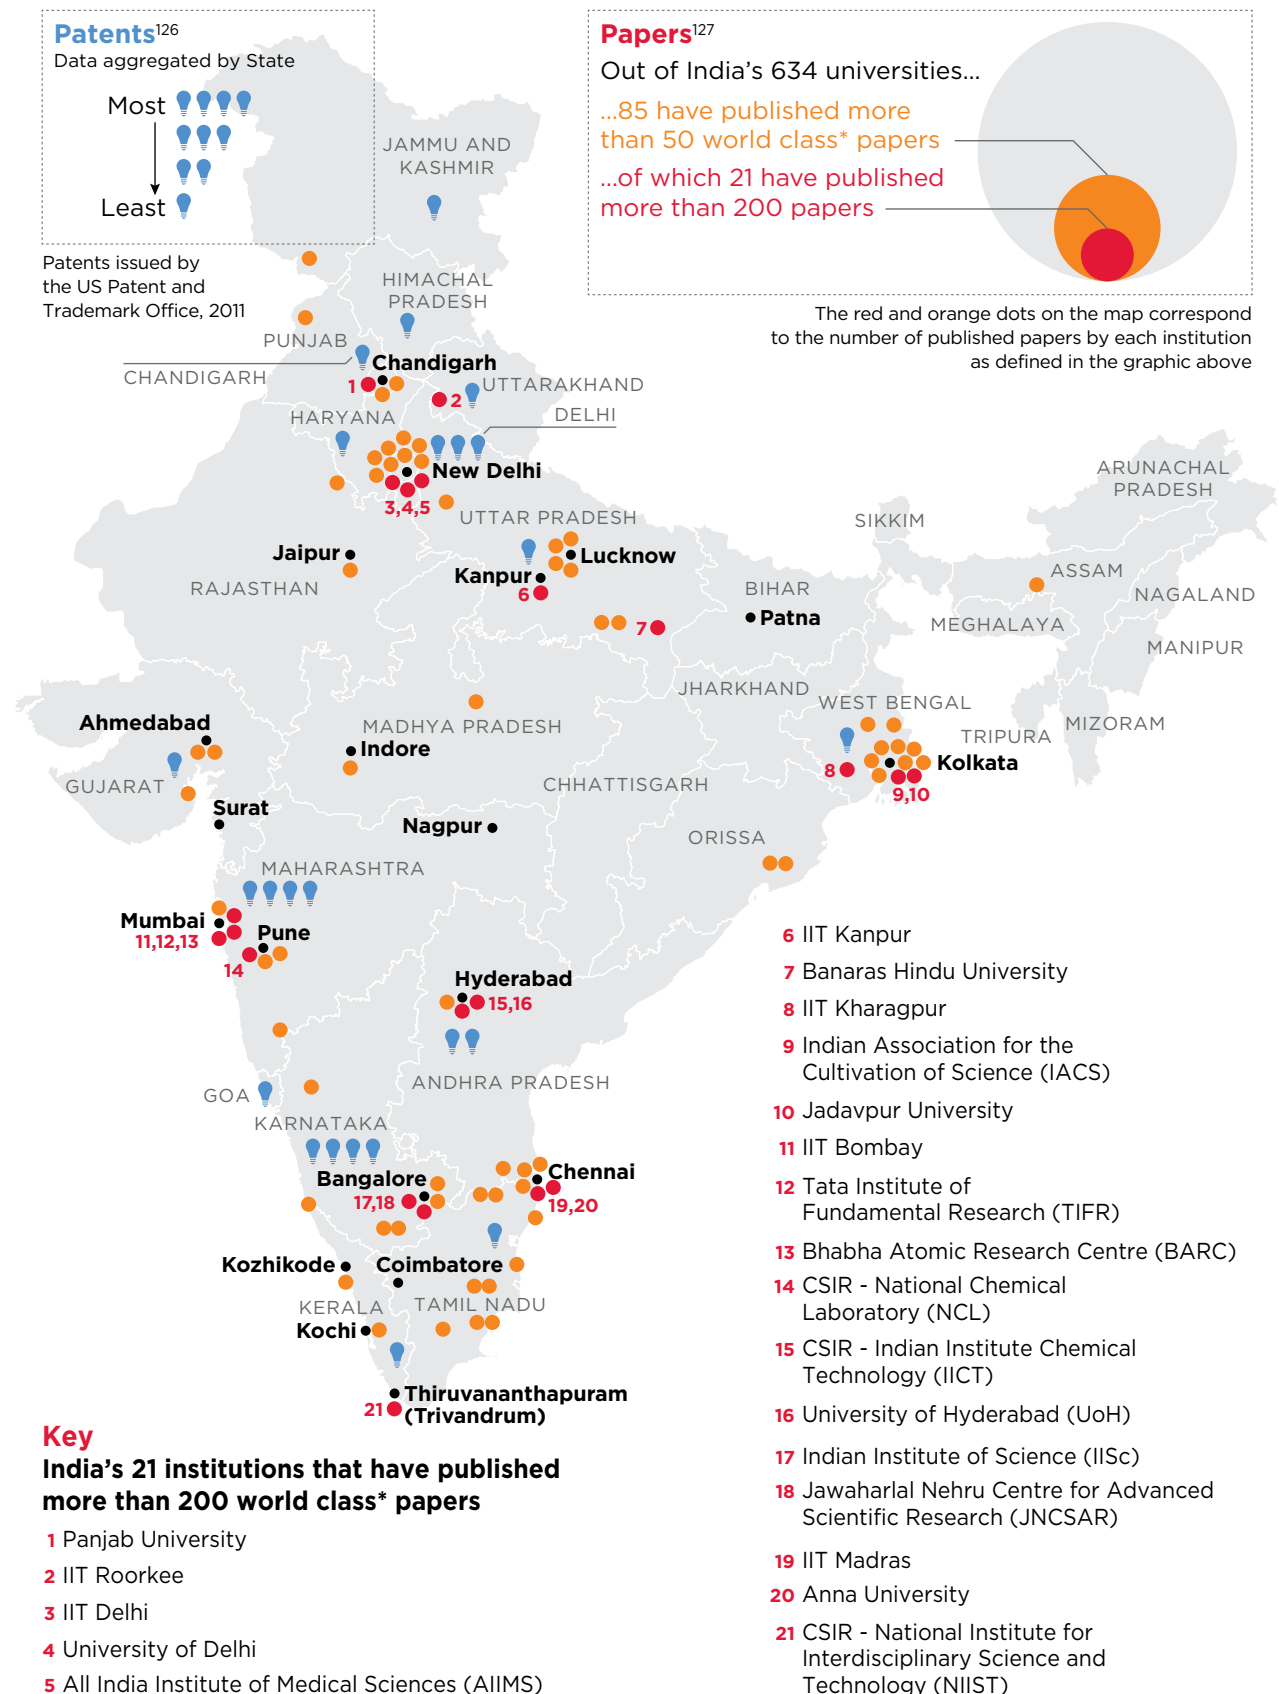 Patents126
Data aggregated by State
Most
Least
Patents issued by
the US Patent and
Trademark Office, 2011
Papers127
Out of India's 634 universities...
...85 have published more
than 50 world class* papers
...of which 21 have published
more than 200 papers
The red and orange dots on the map correspond
to the number of published papers by each institution
as defined in the graphic above
JAMMU AND
KASHMIR
HIMACHAL
PRADESH
PUNJAB
CHANDIGARH
Chandigarh
1
2
UTTARAKHAND
HARYANA
DELHI
New Delhi
3,4,5
ARUNACHAL
PRADESH
SIKKIM
UTTAR PRADESH
Jaipur
Lucknow
Kanpur
6
RAJASTHAN
BIHAR
Patna
ASSAM
NAGALAND
MEGHALAYA
MANIPUR
7
JHARKHAND
WEST BENGAL
Ahmedabad
MADHYA PRADESH
Indore
TRIPURA
MIZORAM
GUJARAT
CHHATTISGARH
8
Kolkata
9,10
Surat
Nagpur
ORISSA
MAHARASHTRA
Mumbai
11,12,13
Pune
14
Hyderabad
15,16
ANDHRA PRADESH
GOA
KARNATAKA
Bangalore
17,18
Chennai
19,20
Kozhikode
Coimbatore
KERALA
TAMIL NADU
Kochi
Thiruvananthapuram
(Trivandrum)
21
Key
India's 21 institutions that have published
more than 200 world class* papers
1 Panjab University
2 IIT Roorkee
3 IIT Delhi
4 University of Delhi
5 All India Institute of Medical Sciences (AIIMS)
6 IIT Kanpur
7 Banaras Hindu University
8 IIT Kharagpur
9 Indian Association for the
Cultivation of Science (IACS)
10 Jadavpur University
11 IIT Bombay
12 Tata Institute of
Fundamental Research (TIFR)
13 Bhabha Atomic Research Centre (BARC)
14 CSIR - National Chemical
Laboratory (NCL)
15 CSIR - Indian Institute Chemical
Technology (IICT)
16 University of Hyderabad (UoH)
17 Indian Institute of Science (IISc)
18 Jawaharlal Nehru Centre for Advanced
Scientific Research (JNCSAR)
19 IIT Madras
20 Anna University
21 CSIR - National Institute for
Interdisciplinary Science and
Technology (NIIST)